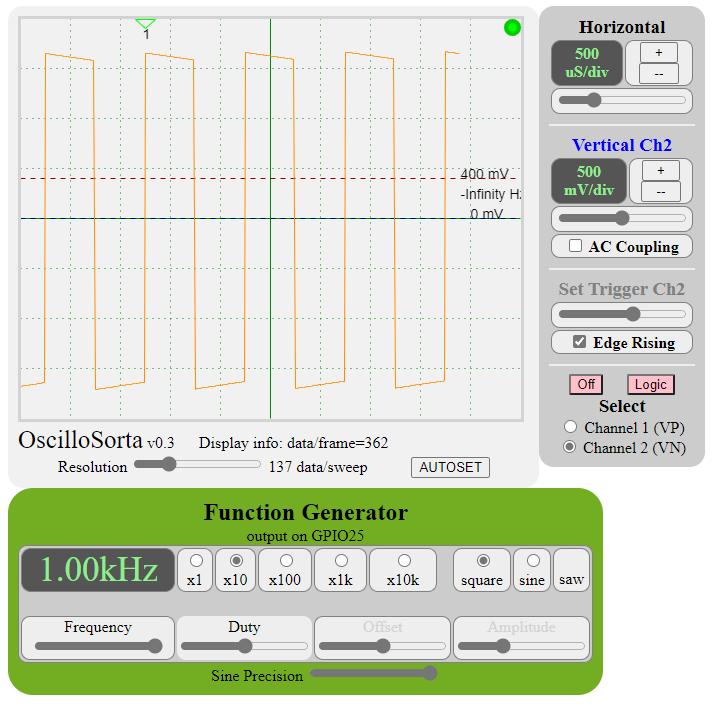 1
400 mV
-Infinity Hz
0 mV
OscilloSorta v0.3 Display info: data/frame=362
Resolution 137 data/sweep AUTOSET
Horizontal
500
uS/div
+
--
Vertical Ch2
500
mV/div
+
--
AC Coupling
Set Trigger Ch2
Edge Rising
Off Logic
Select
Channel 1 (VP)
Channel 2 (VN)
Function Generator
output on GPIO25
1.00kHz
x1 x10 x100 x1k x10k square sine saw
Frequency Duty Offset Amplitude
Sine Precision